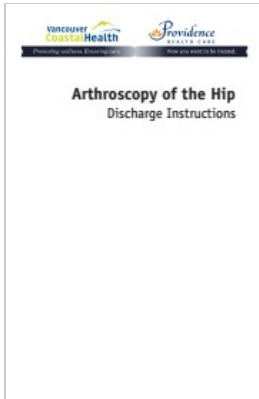 Vancouver
CoastalHealth
Providence
HEALTH CARE
Promoting wellness. Ensuring care.
How you want to be treated.
Arthroscopy of the Hip
Discharge Instructions